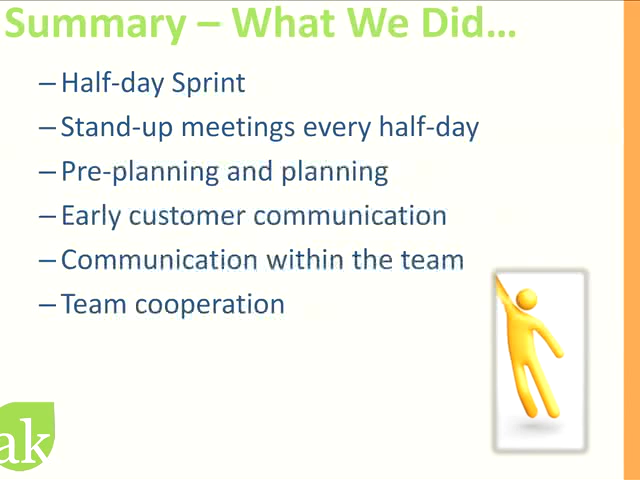 Summary – What We Did...
– Half-day Sprint
– Stand-up meetings every half-day
– Pre-planning and planning
– Early customer communication
– Communication within the team
– Team cooperation
ak